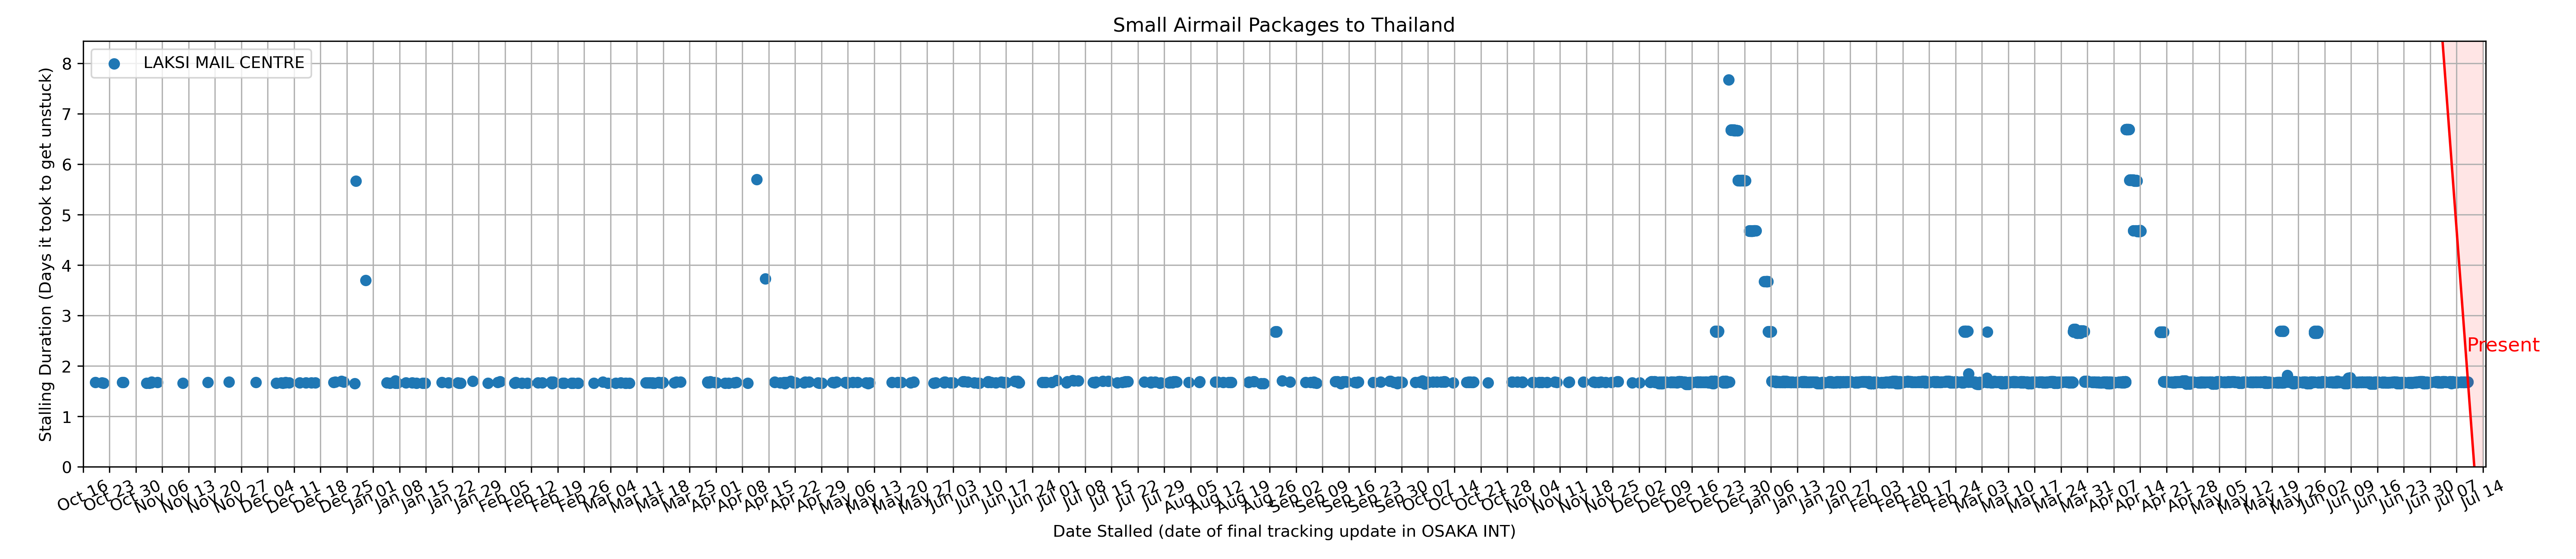 Small Airmail Packages to Thailand
LAKSI MAIL CENTRE
Stalling Duration (Days it took to get unstuck)
8
7
6
5
4
3
2
1
0
Present
Oct 16
Oct 23
Oct 30
Nov 06
Nov 13
Nov 20
Nov 27
Dec 04
Dec 11
Dec 18
Dec 25
Jan 01
Jan 08
Jan 15
Jan 22
Jan 29
Feb 05
Feb 12
Feb 19
Feb 26
Mar 04
Mar 11
Mar 18
Mar 25
Apr 01
Apr 08
Apr 15
Apr 22
Apr 29
May 06
May 13
May 20
May 27
Jun 03
Jun 10
Jun 17
Jun 24
Jul 01
Jul 08
Jul 15
Jul 22
Jul 29
Aug 05
Aug 12
Aug 19
Aug 26
Sep 02
Sep 09
Sep 16
Sep 23
Sep 30
Oct 07
Oct 14
Oct 21
Oct 28
Nov 04
Nov 11
Nov 18
Nov 25
Dec 02
Dec 09
Dec 16
Dec 23
Dec 30
Jan 06
Jan 13
Jan 20
Jan 27
Feb 03
Feb 10
Feb 17
Feb 24
Mar 03
Mar 10
Mar 17
Mar 24
Mar 31
Apr 07
Apr 14
Apr 21
Apr 28
May 05
May 12
May 19
May 26
Jun 02
Jun 09
Jun 16
Jun 23
Jun 30
Jul 07
Jul 14
Date Stalled (date of final tracking update in OSAKA INT)